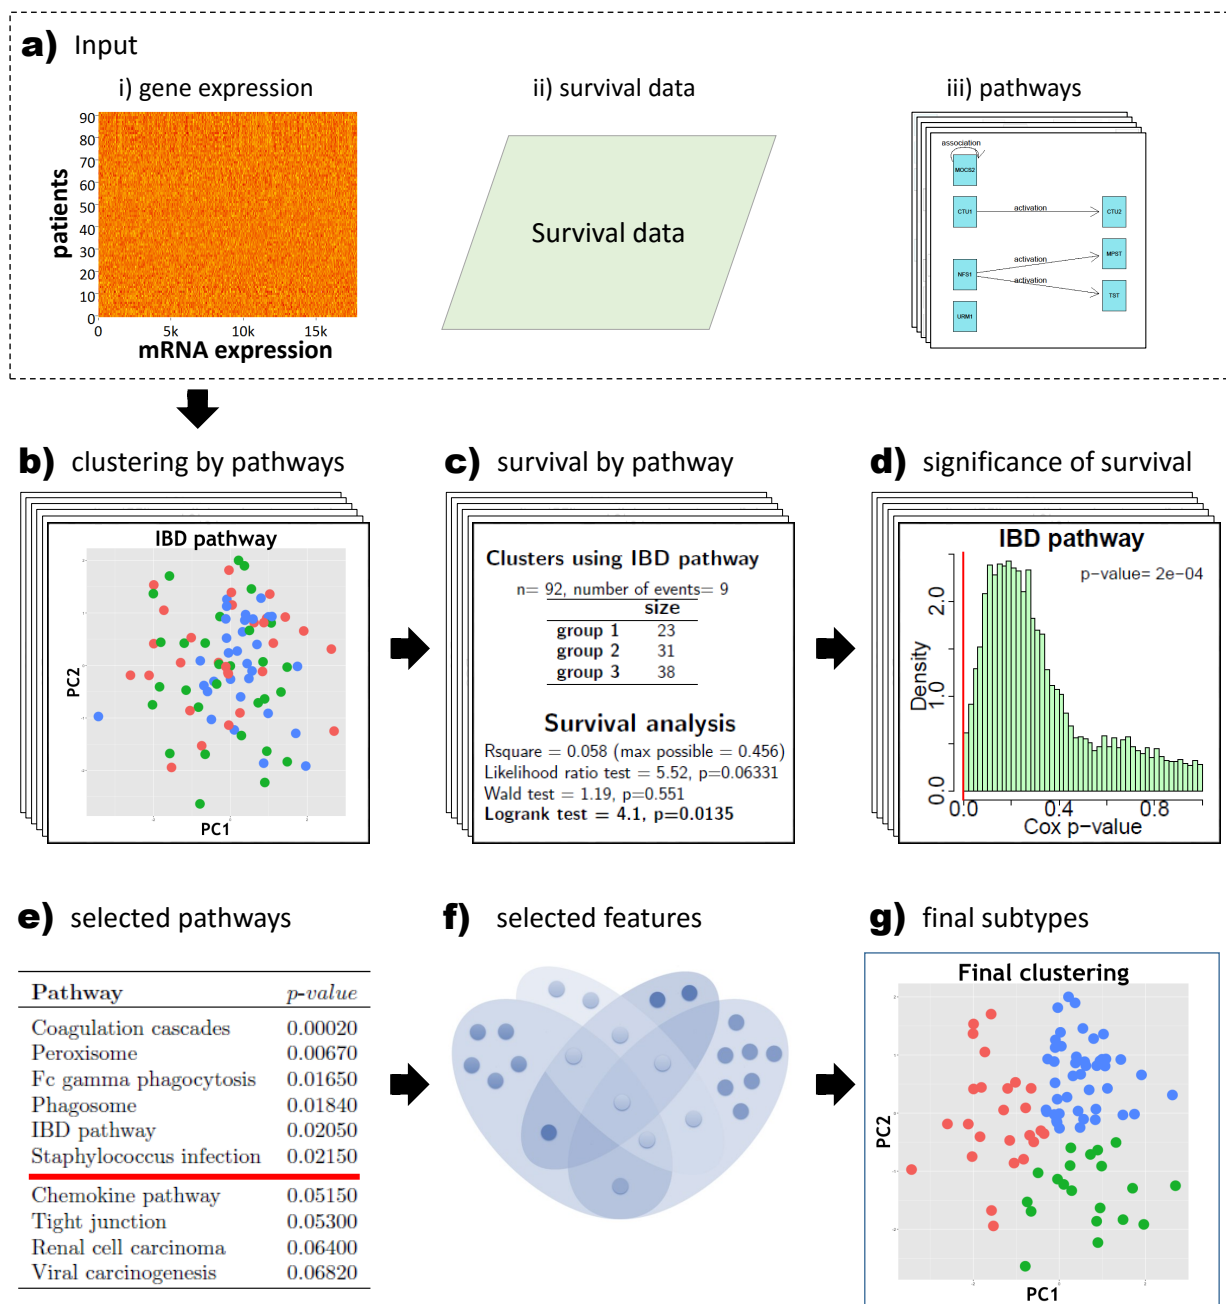 a) Input
i) gene expression
ii) survival data
iii) pathways
patients
90
80
70
60
50
40
30
20
10
0
0 5k 10k 15k
mRNA expression
Survival data
association
MOCS2
CTU1
activation
CTU2
activation
MPST
NFS1
activation
TST
URM1
b) clustering by pathways
IBD pathway
PC2
PC1
c) survival by pathway
Clusters using IBD pathway
n= 92, number of events= 9
size
group 1 23
group 2 31
group 3 38
Survival analysis
Rsquare = 0.058 (max possible = 0.456)
Likelihood ratio test = 5.52, p=0.06331
Wald test = 1.19, p=0.551
Logrank test = 4.1, p=0.0135
d) significance of survival
IBD pathway
p-value= 2e-04
Density
2.0
1.0
0.0
0.0 0.4 0.8
Cox p-value
e) selected pathways
Pathway p-value
Coagulation cascades 0.00020
Peroxisome 0.00670
Fc gamma phagocytosis 0.01650
Phagosome 0.01840
IBD pathway 0.02050
Staphylococcus infection 0.02150
Chemokine pathway 0.05150
Tight junction 0.05300
Renal cell carcinoma 0.06400
Viral carcinogenesis 0.06820
f) selected features
g) final subtypes
Final clustering
PC2
PC1